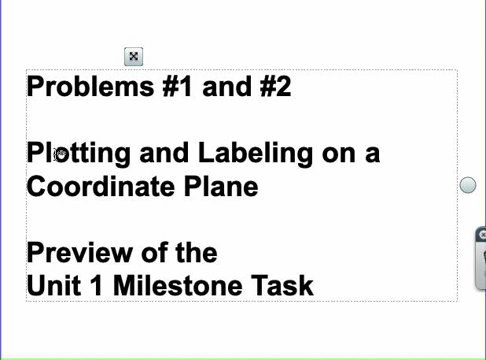 Problems #1 and #2
Plotting and Labeling on a
Coordinate Plane
Preview of the
Unit 1 Milestone Task